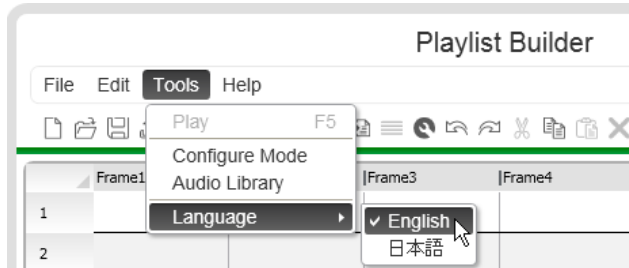 Playlist Builder
File Edit Tools Help
Play F5
Configure Mode
Audio Library
Language
English
日本語
Frame1 Frame3 Frame4
1
2